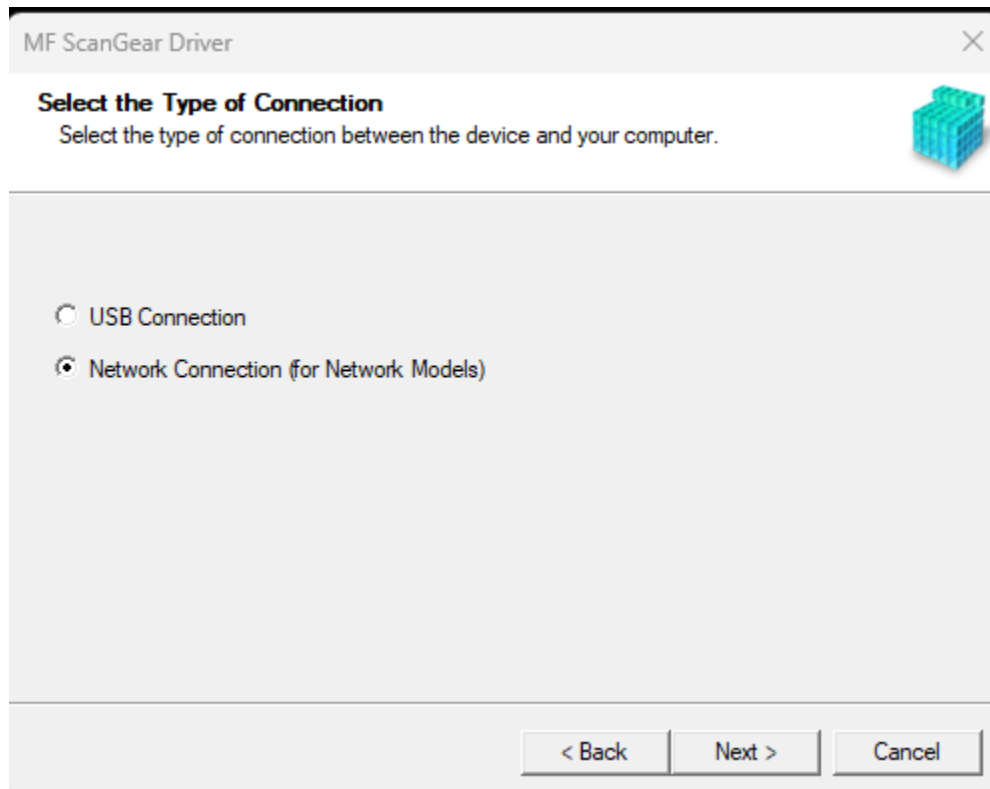 MF ScanGear Driver
Select the Type of Connection
Select the type of connection between the device and your computer.
USB Connection
Network Connection (for Network Models)
< Back
Next >
Cancel